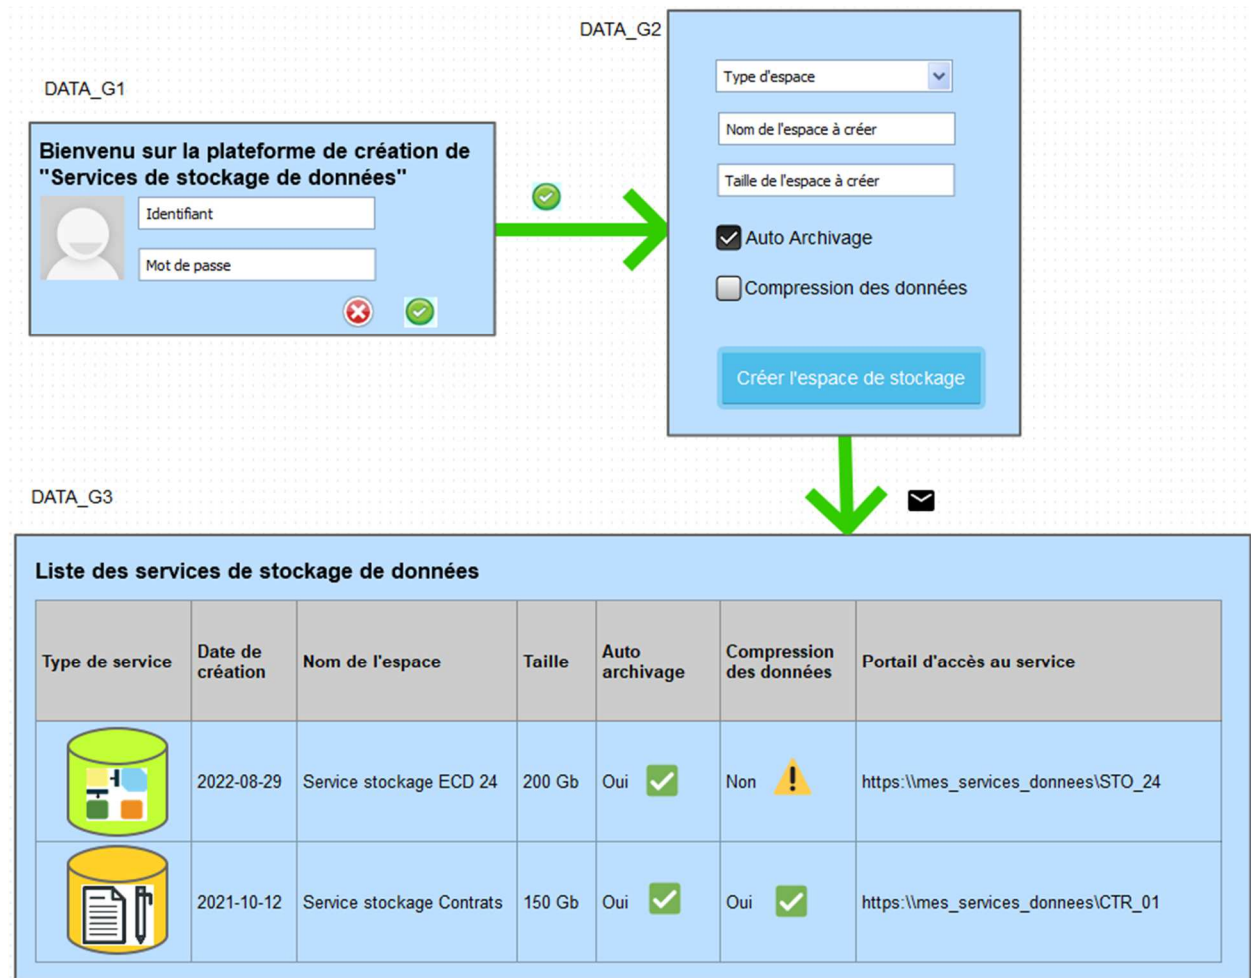 DATA_G1
Bienvenu sur la plateforme de création de
"Services de stockage de données"
Identifiant
Mot de passe
DATA_G2
Type d'espace
Nom de l'espace à créer
Taille de l'espace à créer
Auto Archivage
Compression des données
Créer l'espace de stockage
DATA_G3
Liste des services de stockage de données
Type de service
Date de
création
Nom de l'espace
Taille
Auto
archivage
Compression
des données
Portail d'accès au service
2022-08-29
Service stockage ECD 24
200 Gb
Oui
Non
https:\\mes_services_donnees\STO_24
2021-10-12
Service stockage Contrats
150 Gb
Oui
Oui
https:\\mes_services_donnees\CTR_01